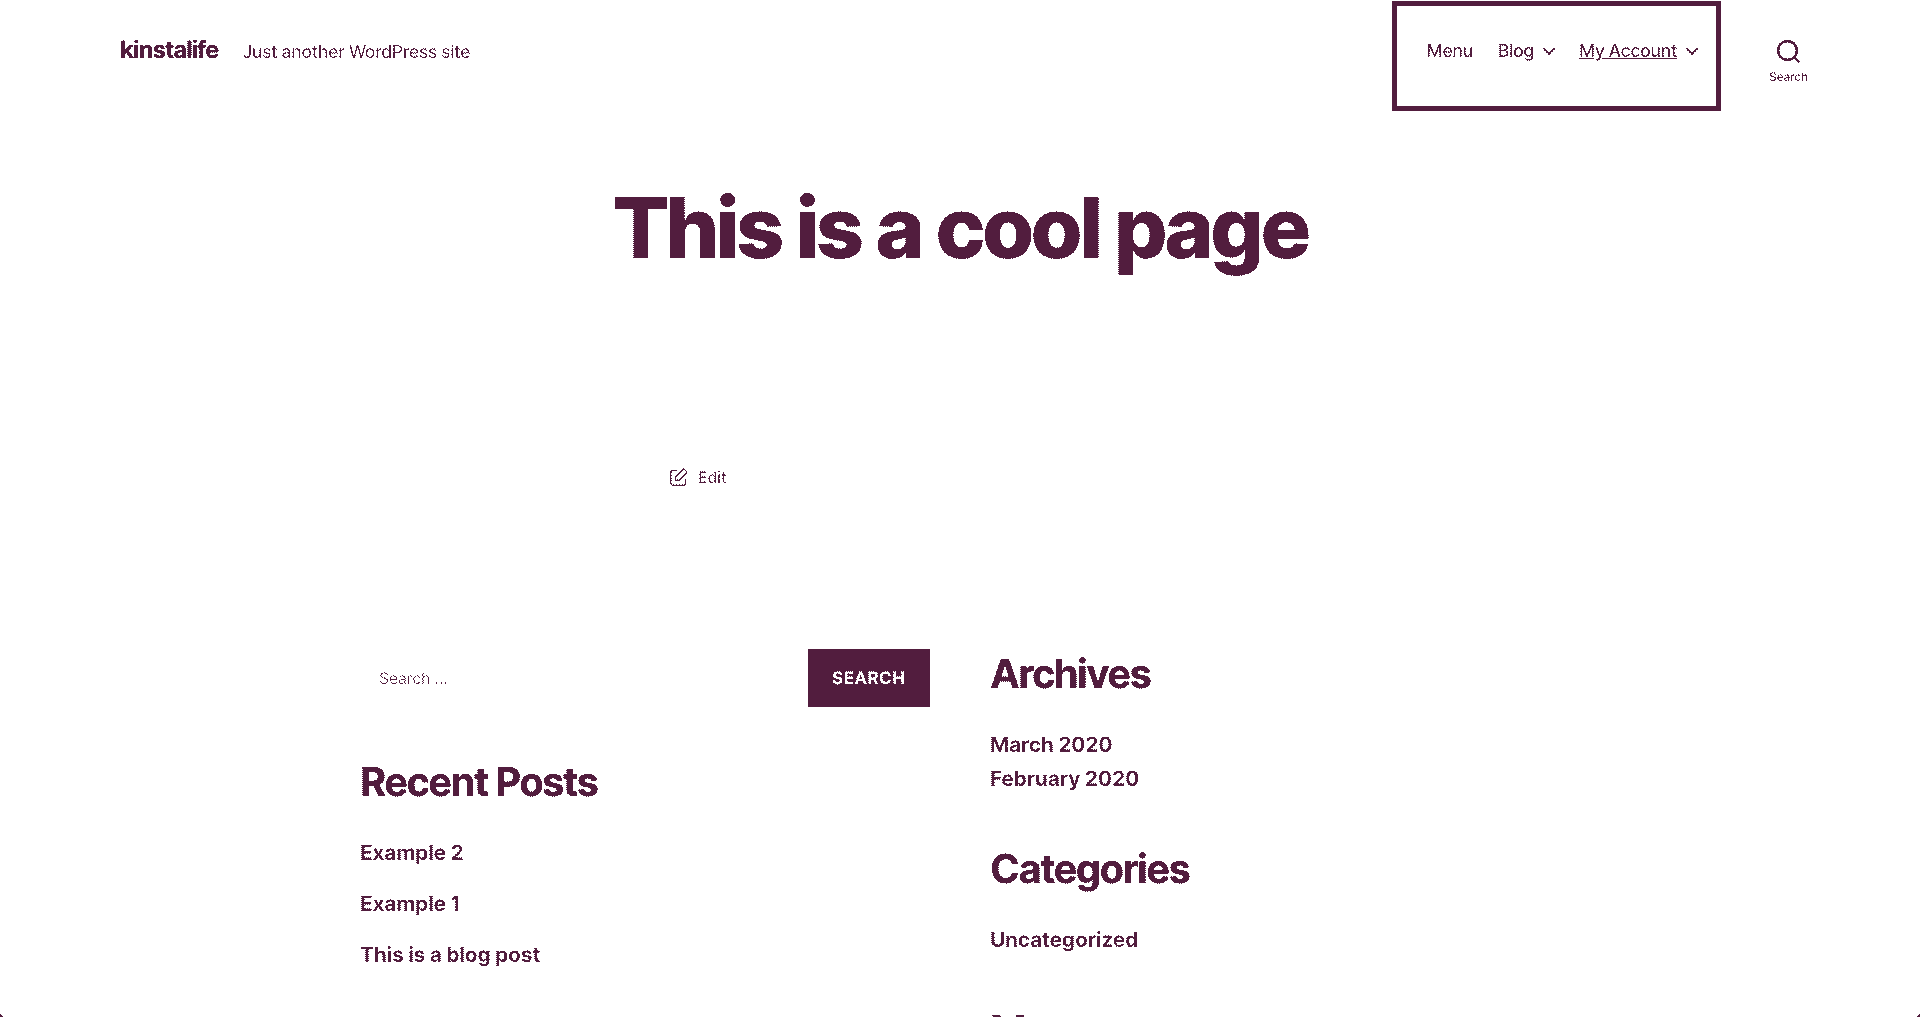 kinstalife Just another WordPress site
Menu Blog My Account
Search
This is a cool page
Edit
Search ...
SEARCH
Recent Posts
Example 2
Example 1
This is a blog post
Archives
March 2020
February 2020
Categories
Uncategorized